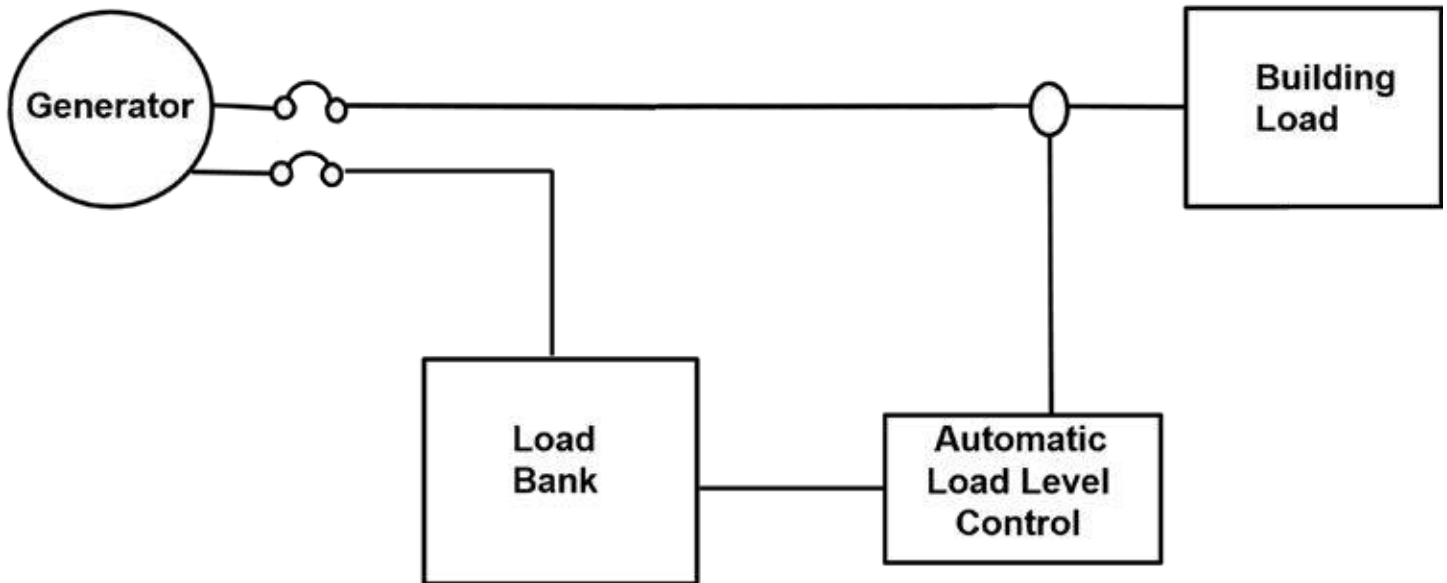 Generator
Building
Load
Load
Bank
Automatic
Load Level
Control